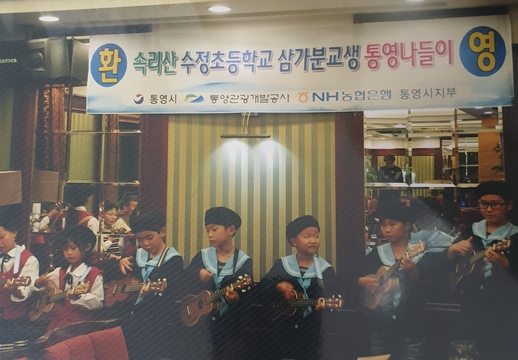 환 속리산 수정초등학교 삼가분교생 통영나들이 영
통영시 통영관광개발공사 NH농협은행 통영시지부